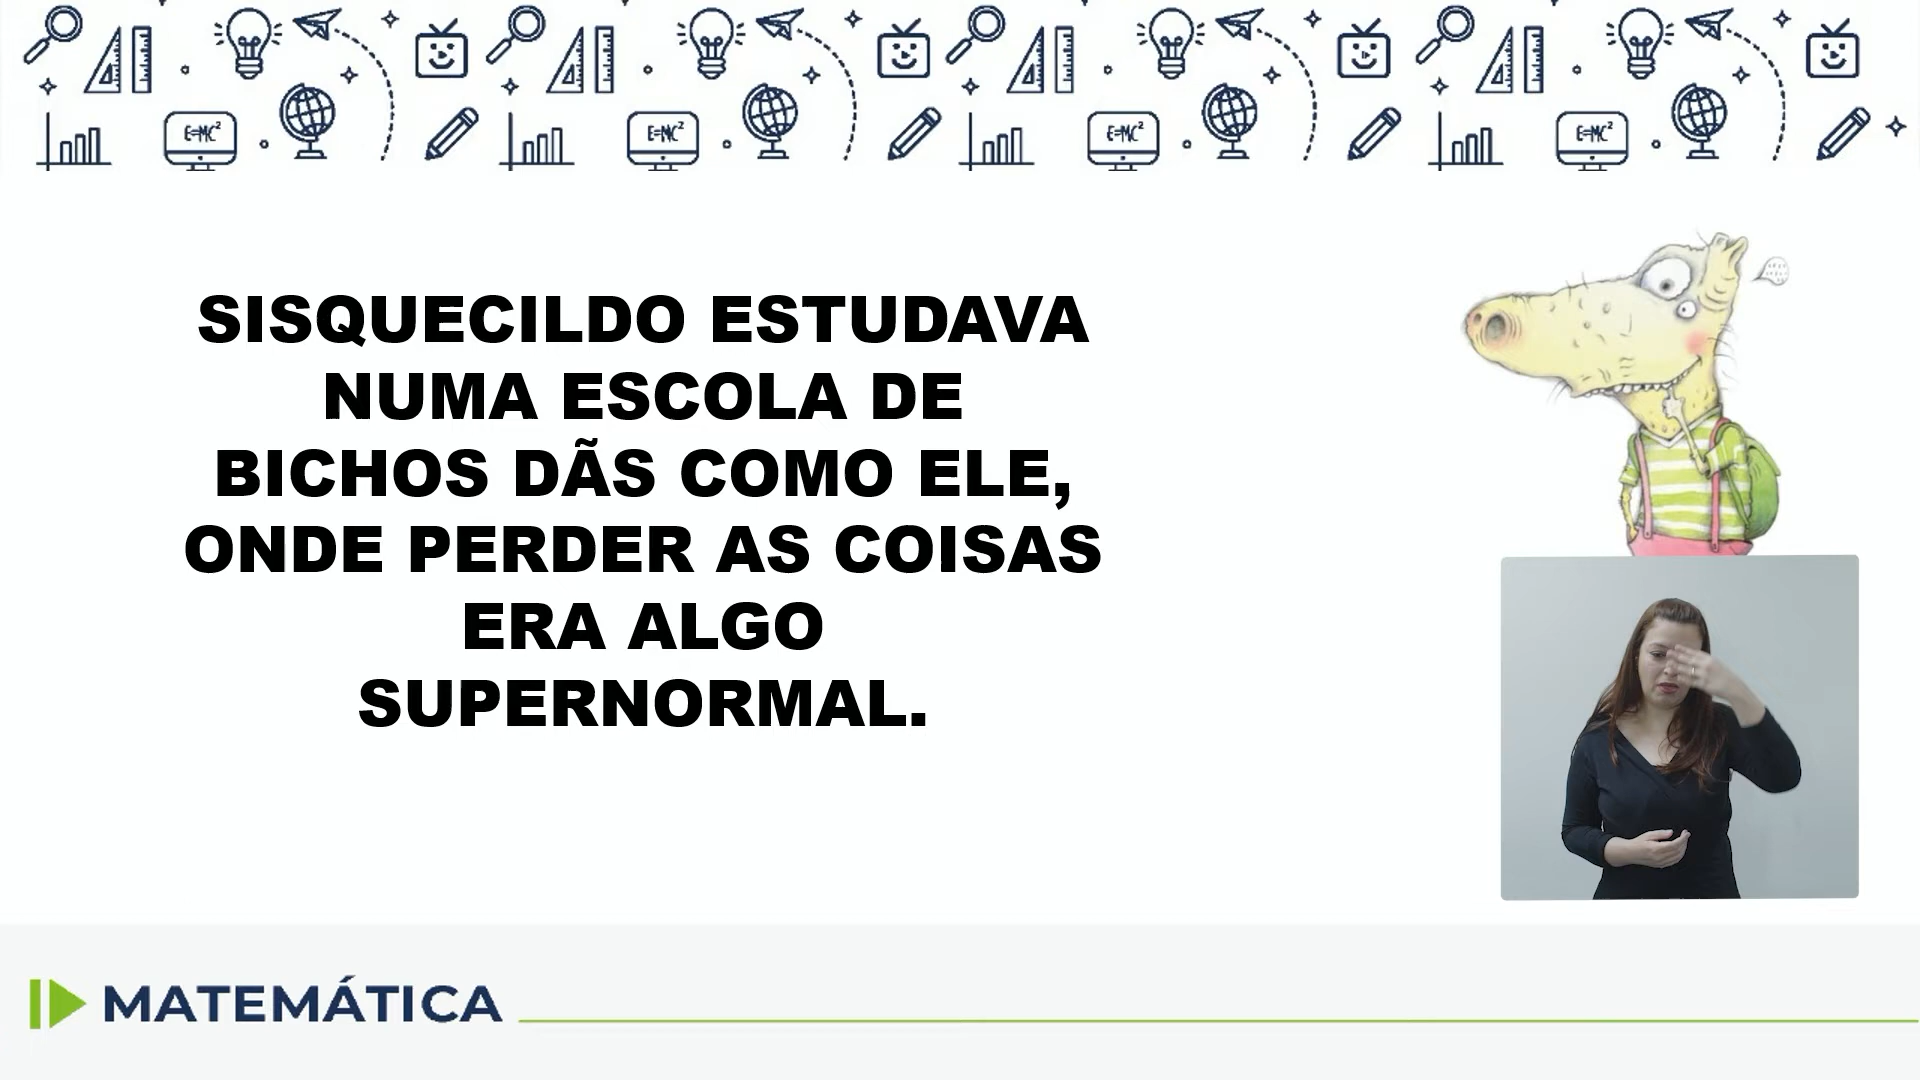 E=MC² E=MC² E=MC² E=MC²
SISQUECILDO ESTUDAVA
NUMA ESCOLA DE
BICHOS DÃS COMO ELE,
ONDE PERDER AS COISAS
ERA ALGO
SUPERNORMAL.
MATEMÁTICA